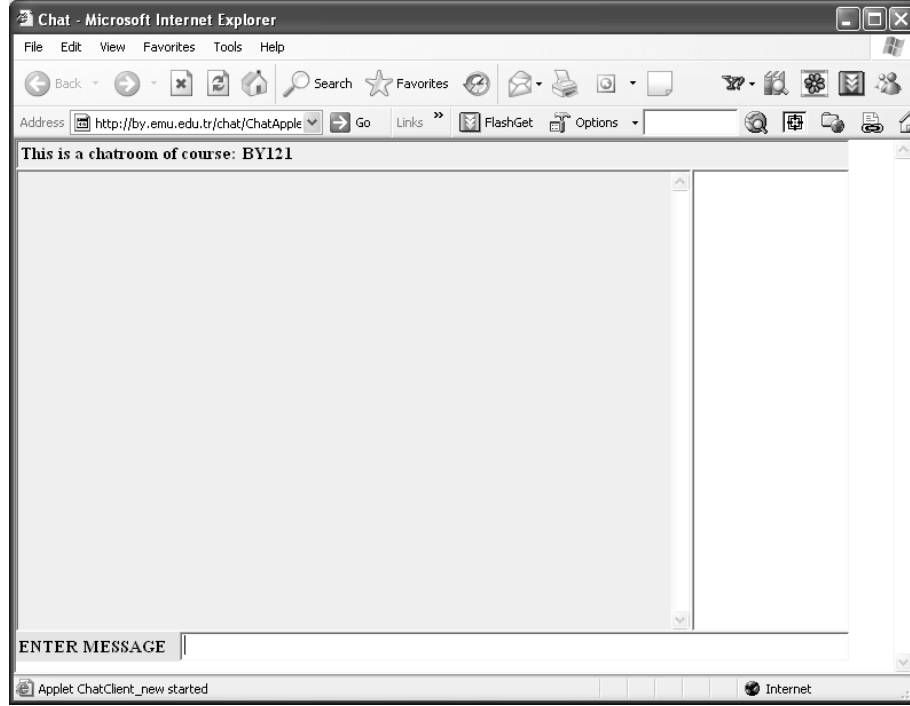 Chat - Microsoft Internet Explorer
File Edit View Favorites Tools Help
Back Search Favorites
Address http://by.emu.edu.tr/chat/ChatApple Go Links » FlashGet Options
This is a chatroom of course: BY121
ENTER MESSAGE
Applet ChatClient_new started Internet